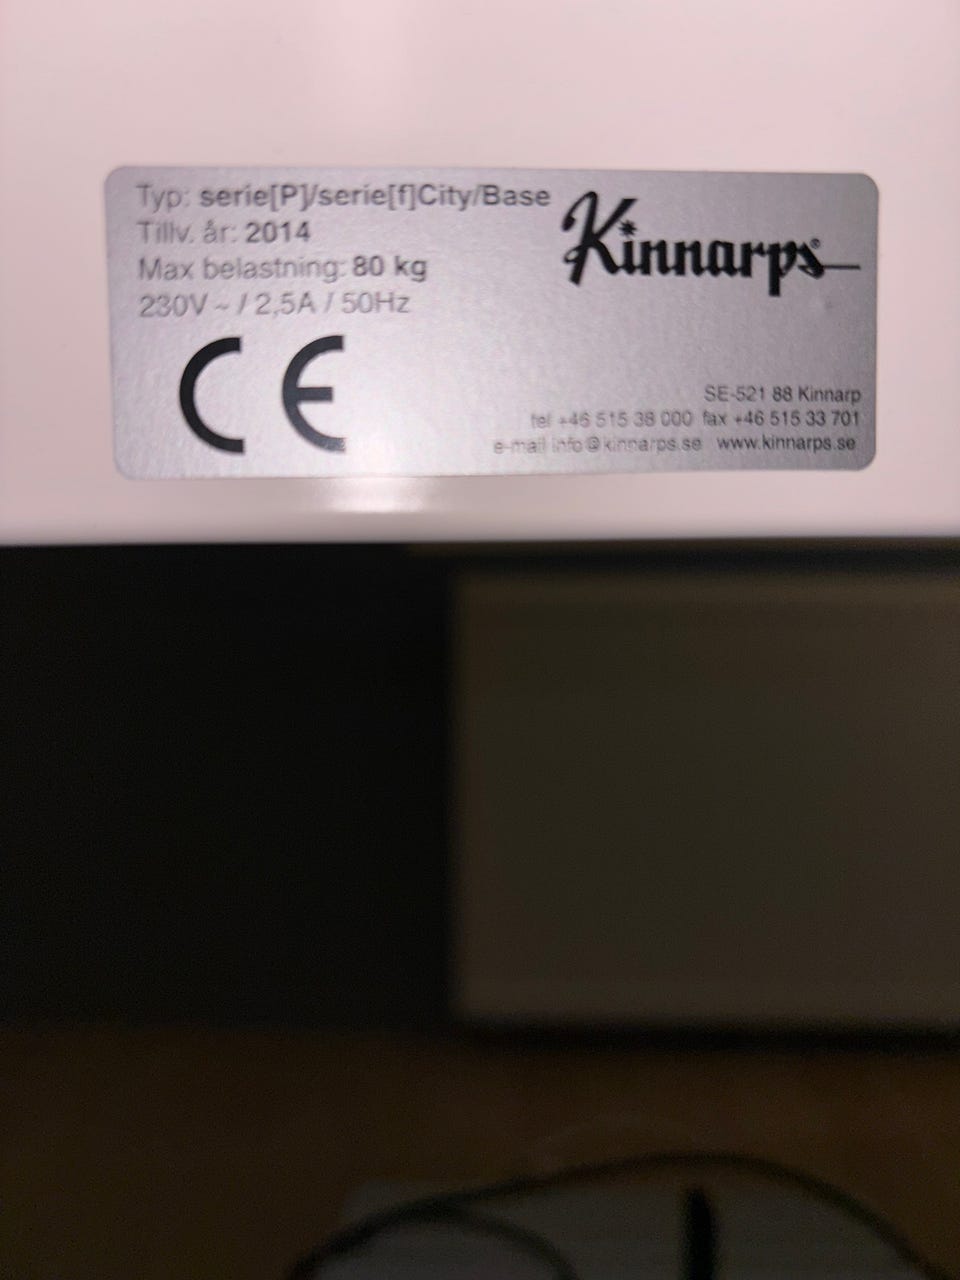 Typ: serie[P]/serie[f]City/Base
Tillv. år: 2014
Max belastning: 80 kg
230V ~ / 2,5A / 50Hz
Kinnarps®
CE
SE-521 88 Kinnarp
tel +46 515 38 000 fax +46 515 33 701
e-mail info@kinnarps.se www.kinnarps.se